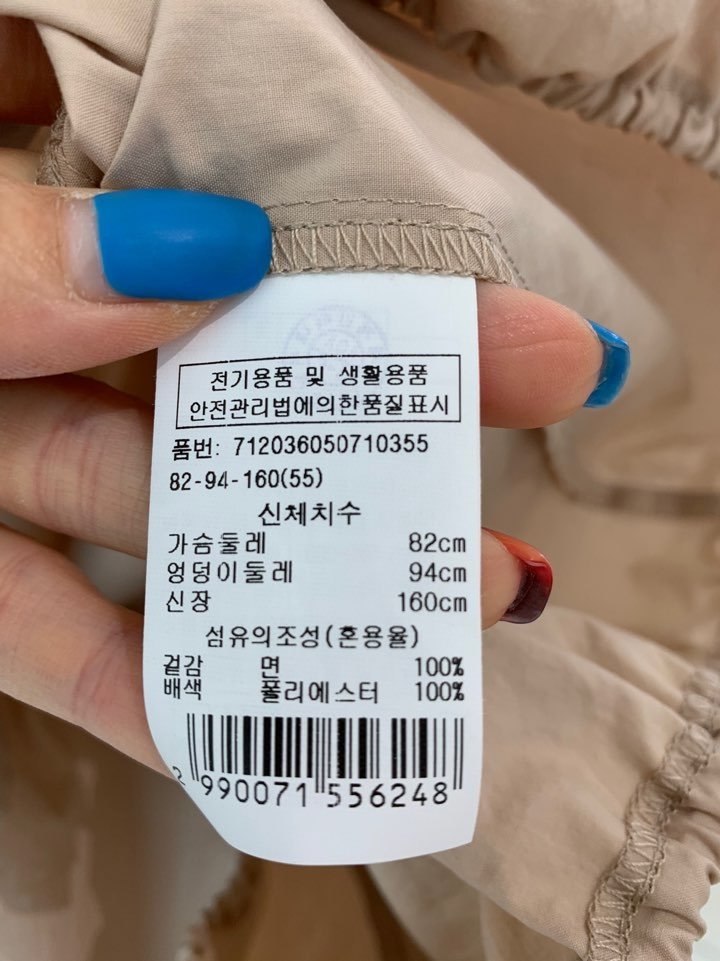 전기용품 및 생활용품
안전관리법에의한품질표시
품번: 712036050710355
82-94-160(55)
신체치수
가슴둘레 82cm
엉덩이둘레 94cm
신장 160cm
섬유의조성(혼용율)
겉감 면 100%
배색 폴리에스터 100%
2 990071 556248